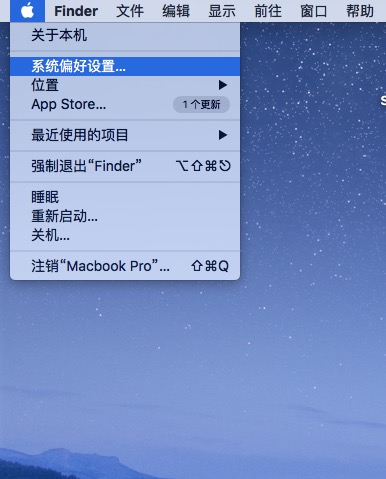 Finder 文件 编辑 显示 前往 窗口 帮助
关于本机
系统偏好设置...
位置
App Store... 1个更新
最近使用的项目
强制退出“Finder” ⌥⇧⌘⎋
睡眠
重新启动...
关机...
注销“Macbook Pro”... ⇧⌘Q